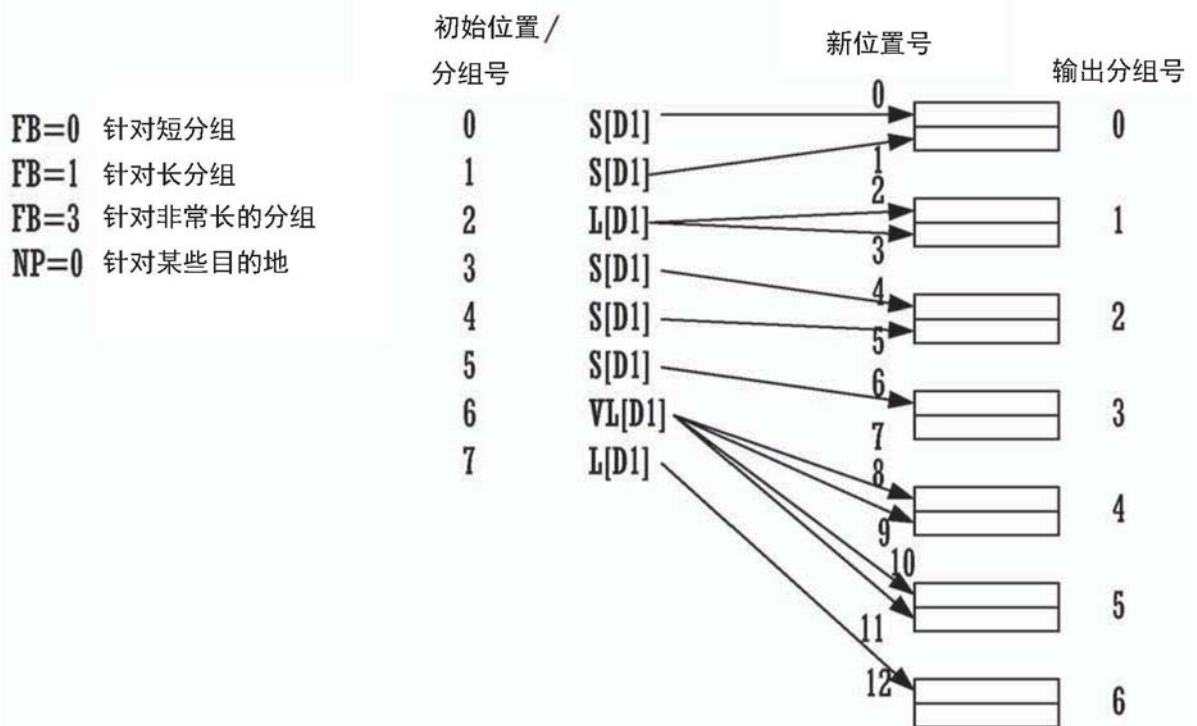 初始位置/
分组号
新位置号
输出分组号
FB=0 针对短分组
FB=1 针对长分组
FB=3 针对非常长的分组
NP=0 针对某些目的地
0 S[D1]
1 S[D1]
2 L[D1]
3 S[D1]
4 S[D1]
5 S[D1]
6 VL[D1]
7 L[D1]
0
1
2
3
4
5
6
7
8
9
10
11
12
0
1
2
3
4
5
6